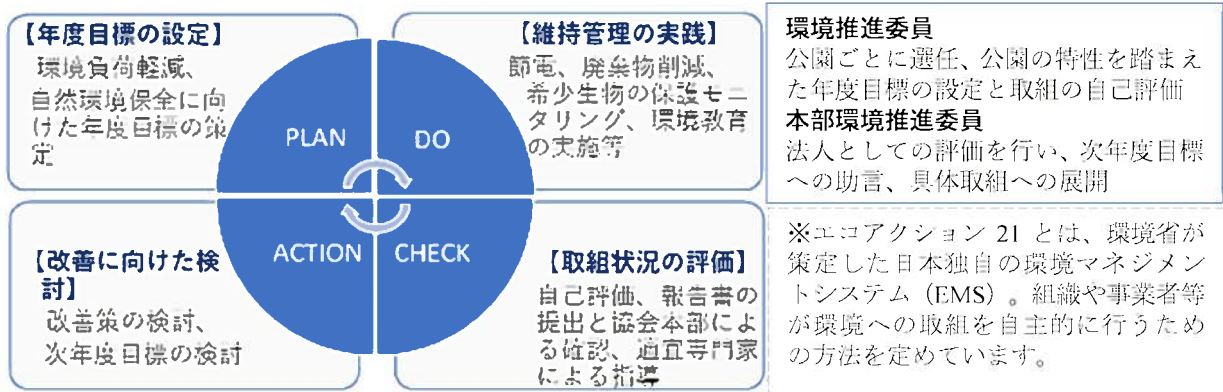 【年度目標の設定】
環境負荷軽減、
自然環境保全に向
けた年度目標の策
定
PLAN
【維持管理の実践】
節電、廃棄物削減、
希少生物の保護モニ
タリング、環境教育
の実施等
DO
【改善に向けた検
討】
改善策の検討、
次年度目標の検討
ACTION
【取組状況の評価】
自己評価、報告書の
提出と協会本部によ
る確認、適宜専門家
による指導
CHECK
環境推進委員
公園ごとに選任、公園の特性を踏まえ
た年度目標の設定と取組の自己評価
本部環境推進委員
法人としての評価を行い、次年度目標
への助言、具体取組への展開
※エコアクション 21 とは、環境省が
策定した日本独自の環境マネジメント
トシステム（EMS）。組織や事業者等
が環境への取組を自主的に行うため
の方法を定めています。